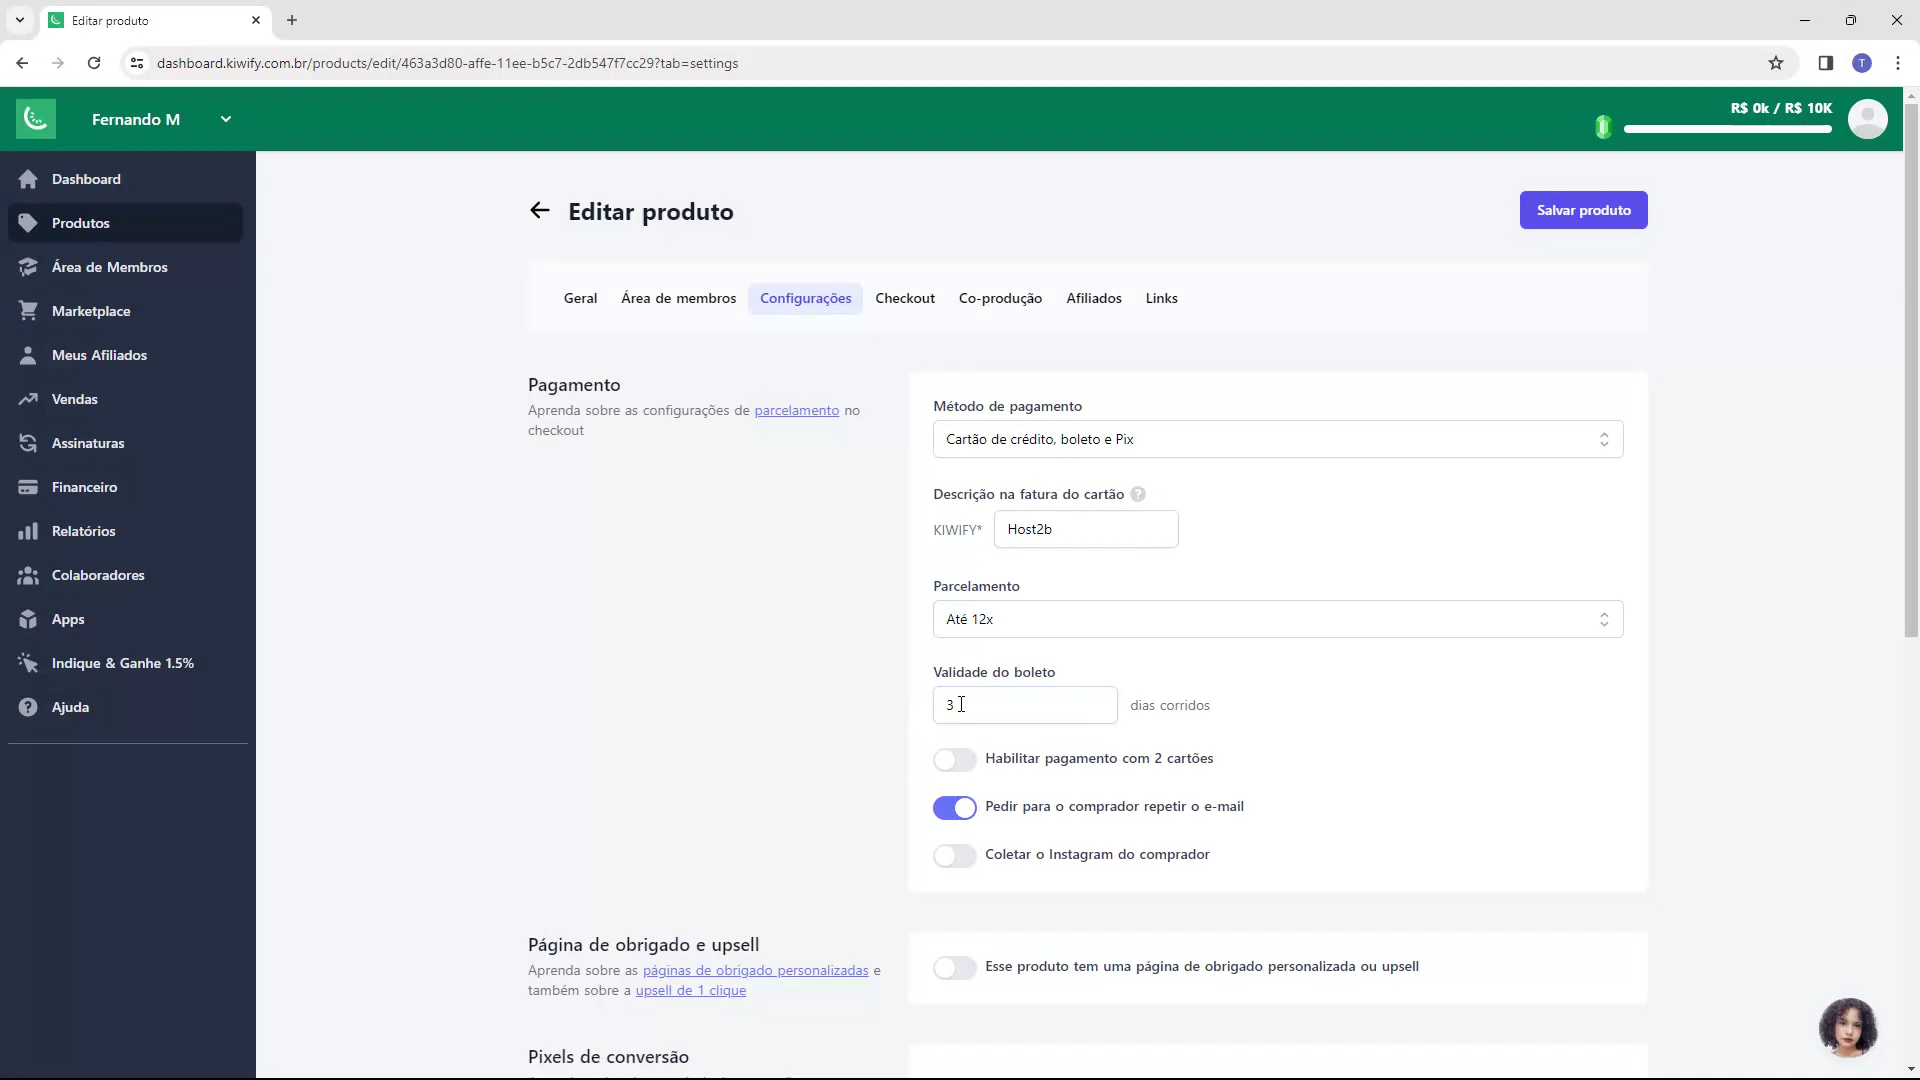 Editar produto
dashboard.kiwify.com.br/products/edit/463a3d80-affe-11ee-b5c7-2db547f7cc29?tab=settings
T
Fernando M
R$ 0k / R$ 10K
Dashboard
Produtos
Área de Membros
Marketplace
Meus Afiliados
Vendas
Assinaturas
Financeiro
Relatórios
Colaboradores
Apps
Indique & Ganhe 1.5%
Ajuda
Editar produto
Salvar produto
Geral Área de membros Configurações Checkout Co-produção Afiliados Links
Pagamento
Aprenda sobre as configurações de parcelamento no
checkout
Método de pagamento
Cartão de crédito, boleto e Pix
Descrição na fatura do cartão ?
KIWIFY* Host2b
Parcelamento
Até 12x
Validade do boleto
3 dias corridos
Habilitar pagamento com 2 cartões
Pedir para o comprador repetir o e-mail
Coletar o Instagram do comprador
Página de obrigado e upsell
Aprenda sobre as páginas de obrigado personalizadas e
também sobre a upsell de 1 clique
Esse produto tem uma página de obrigado personalizada ou upsell
Pixels de conversão